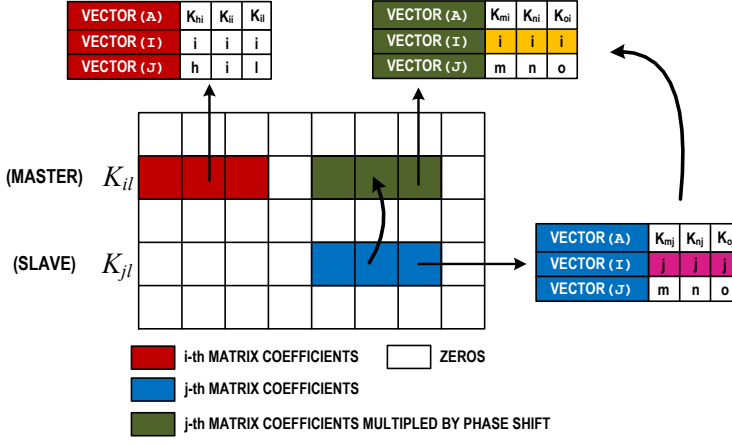 VECTOR(A) Khi Kii Kil
VECTOR(I) i i i
VECTOR(J) h i l
VECTOR(A) Kmi Kni Koi
VECTOR(I) i i i
VECTOR(J) m n o
(MASTER) Kil
(SLAVE) Kjl
VECTOR(A) Kmj Knj Ko
VECTOR(I) j j j
VECTOR(J) m n o
i-th MATRIX COEFFICIENTS
ZEROS
j-th MATRIX COEFFICIENTS
j-th MATRIX COEFFICIENTS MULTIPLED BY PHASE SHIFT